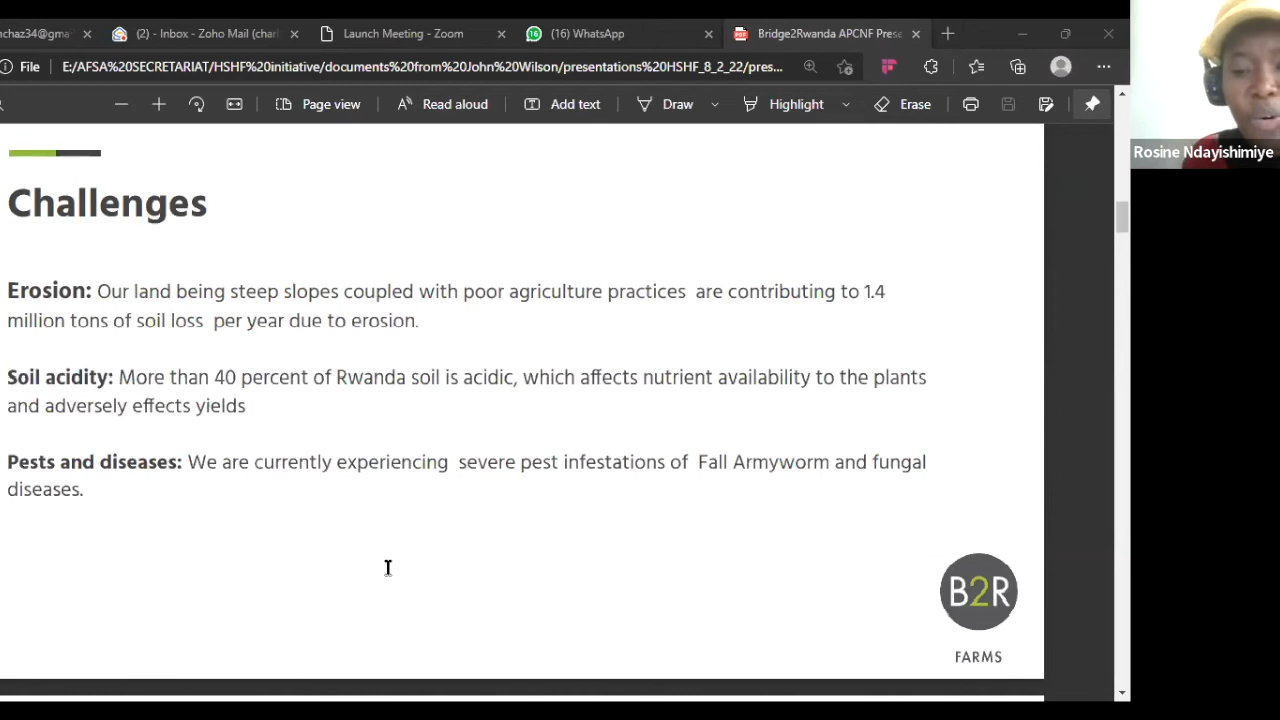 nchaz34@gma
(2) - Inbox - Zoho Mail (charl
Launch Meeting - Zoom
(16) WhatsApp
Bridge2Rwanda APCNF Prese
File
E:/AFSA%20SECRETARIAT/HSHF%20initiative/documents%20from%20John%20Wilson/presentations%20HSHF_8_2_22/pres...
Page view
Read aloud
Add text
Draw
Highlight
Erase
Rosine Ndayishimiye
Challenges
Erosion: Our land being steep slopes coupled with poor agriculture practices are contributing to 1.4
million tons of soil loss per year due to erosion.
Soil acidity: More than 40 percent of Rwanda soil is acidic, which affects nutrient availability to the plants
and adversely effects yields
Pests and diseases: We are currently experiencing severe pest infestations of Fall Armyworm and fungal
diseases.
B2R
FARMS